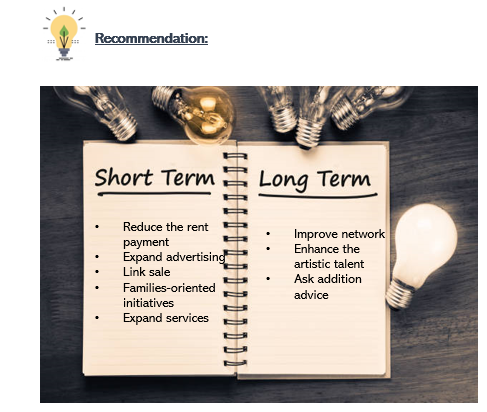 Recommendation:
Short Term
• Reduce the rent
payment
• Expand advertising
• Link sale
• Families-oriented
initiatives
• Expand services
Long Term
• Improve network
• Enhance the
artistic talent
• Ask addition
advice